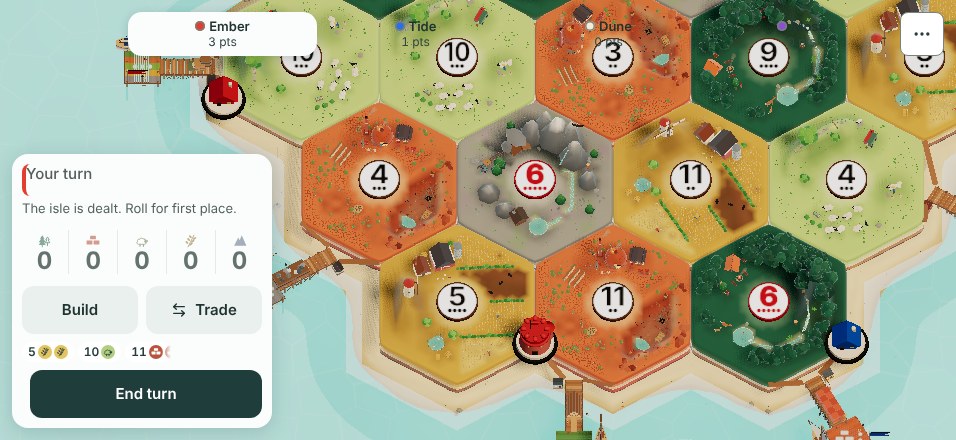 Ember
3 pts
Tide
1 pts
Dune
0 pts
10
3
9
4
6
11
4
5
11
6
Your turn
The isle is dealt. Roll for first place.
0 0 0 0 0
Build
Trade
5 10 11
End turn